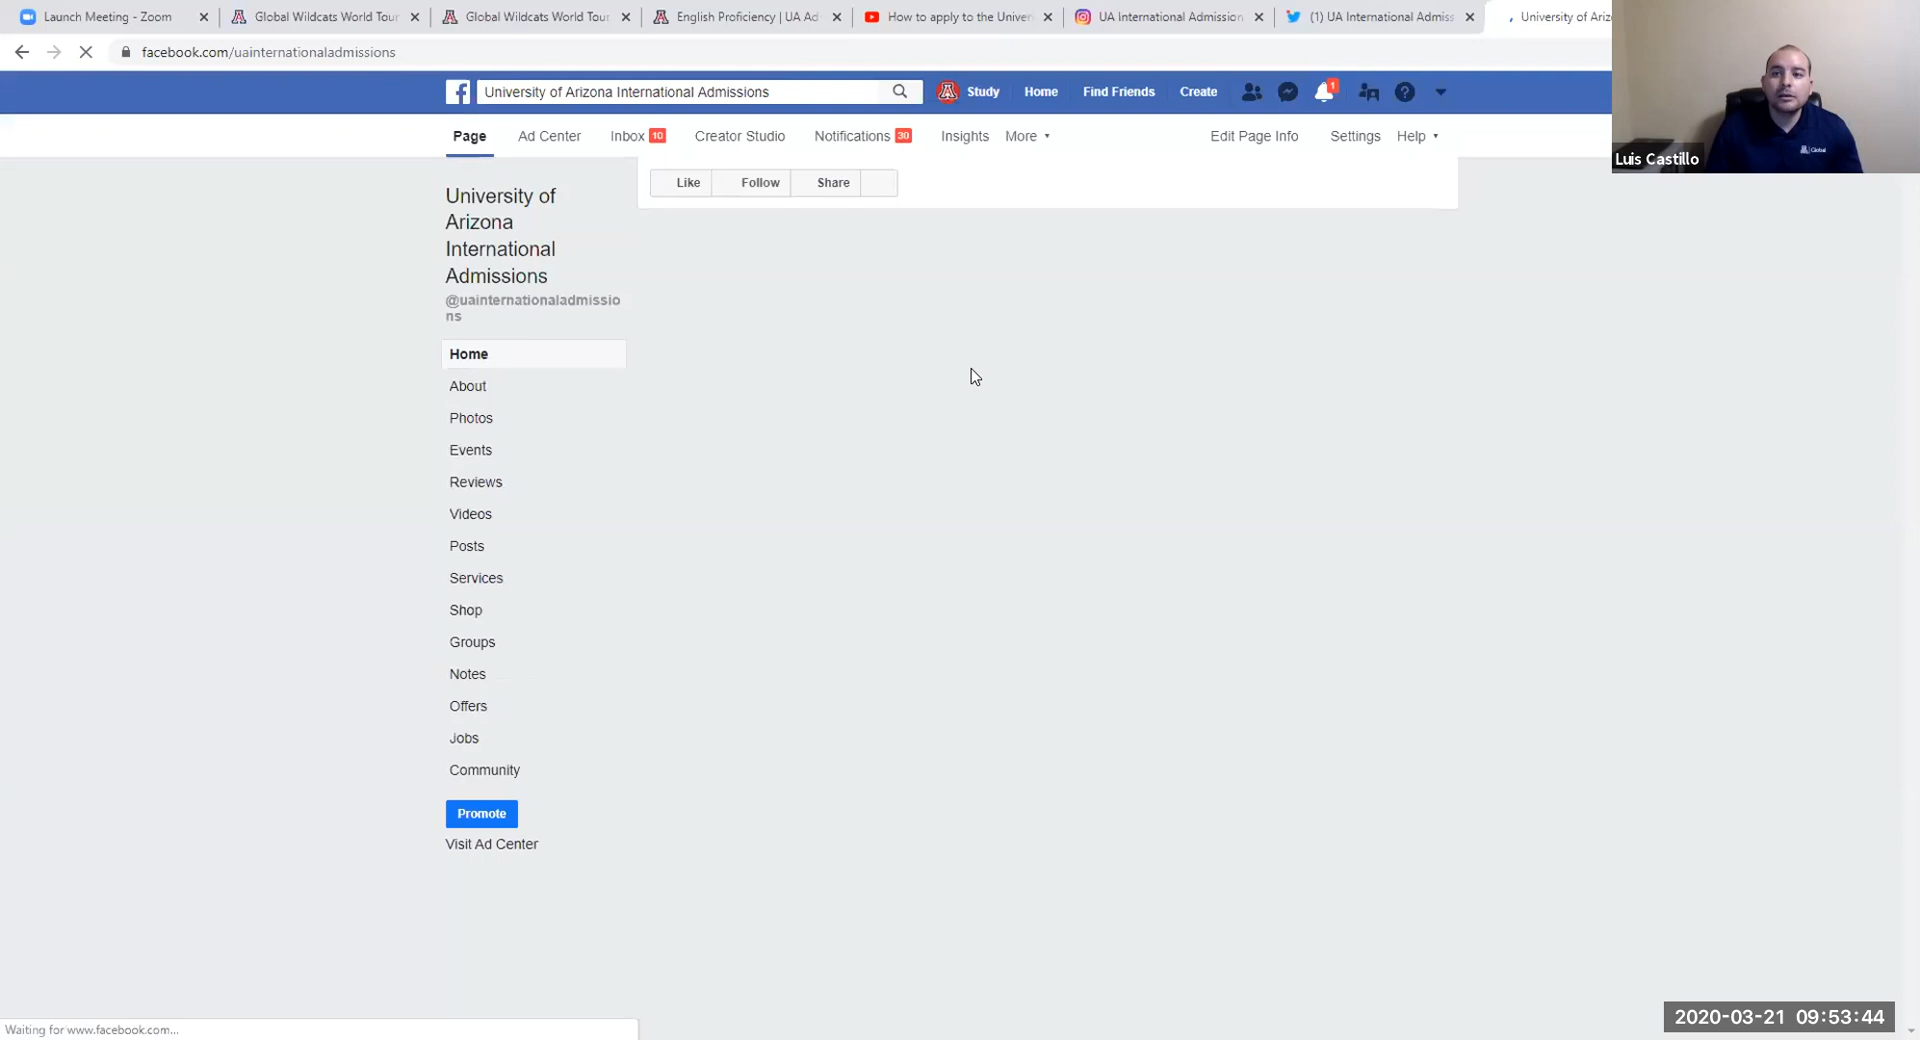 Launch Meeting - Zoom
Global Wildcats World Tour
Global Wildcats World Tour
English Proficiency | UA Ad
How to apply to the Univer
UA International Admission
(1) UA International Admiss
University of Arizo
facebook.com/uainternationaladmissions
University of Arizona International Admissions
Study
Home
Find Friends
Create
1
Page
Ad Center
Inbox 10
Creator Studio
Notifications 30
Insights
More
Edit Page Info
Settings
Help
Luis Castillo
Global
Like
Follow
Share
University of
Arizona
International
Admissions
@uainternationaladmissio
ns
Home
About
Photos
Events
Reviews
Videos
Posts
Services
Shop
Groups
Notes
Offers
Jobs
Community
Promote
Visit Ad Center
Waiting for www.facebook.com...
2020-03-21 09:53:44